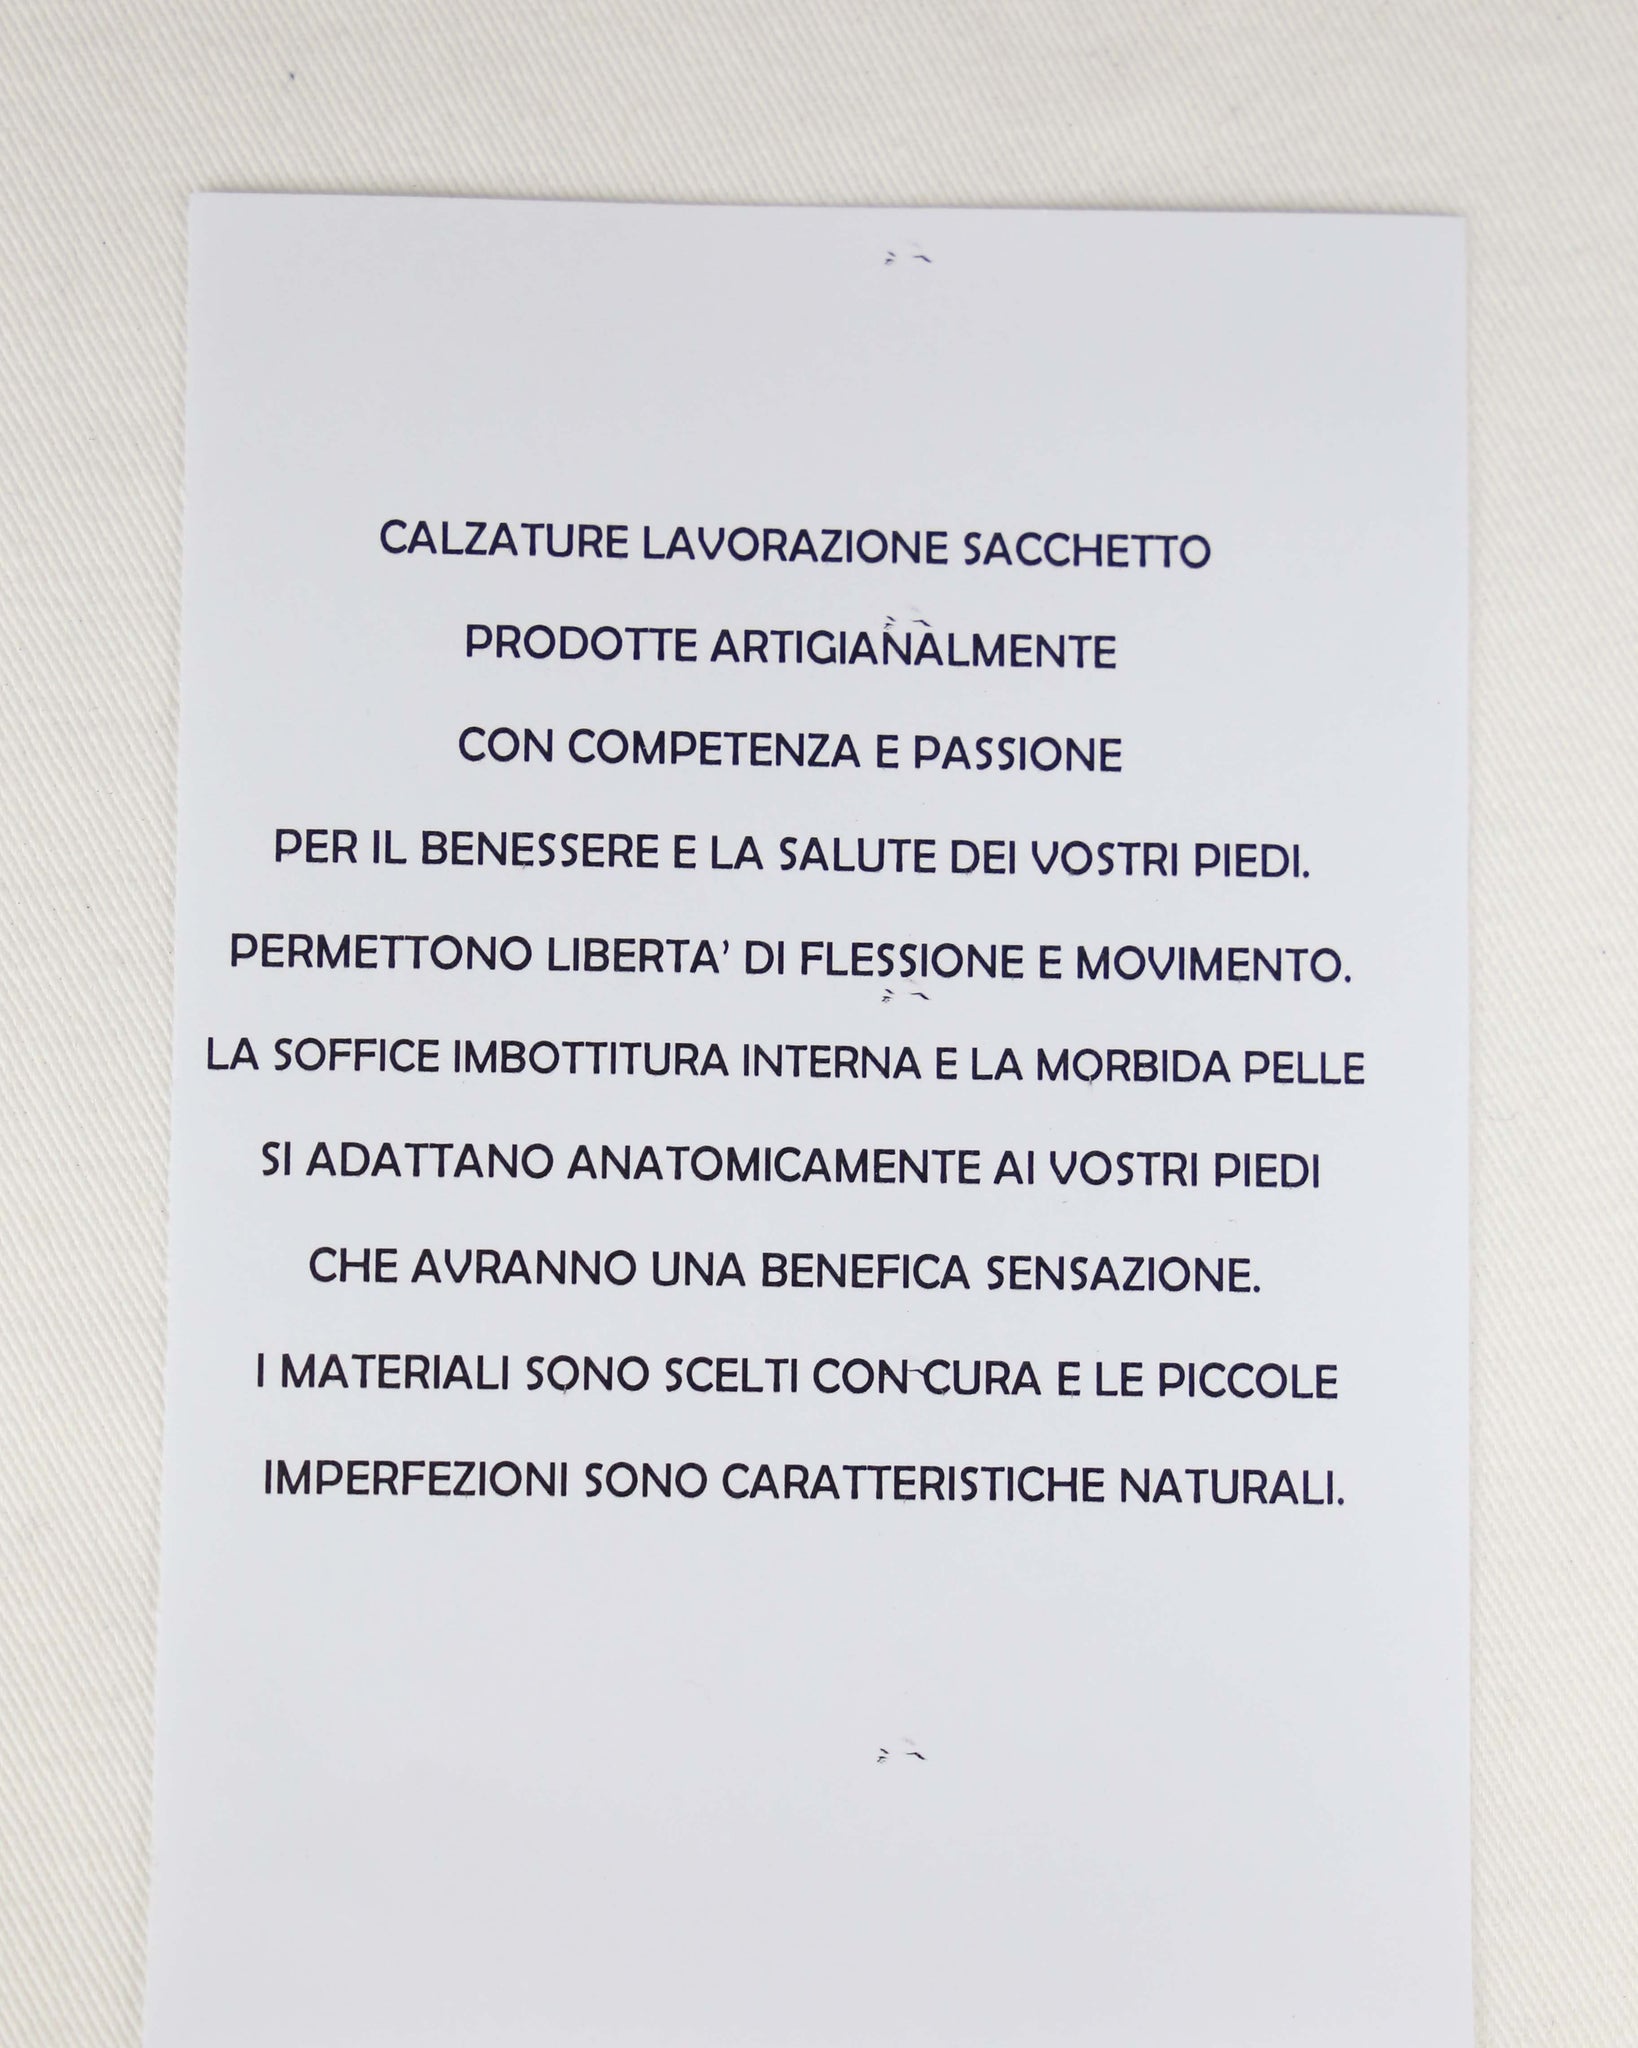 CALZATURE LAVORAZIONE SACCHETTO
PRODOTTE ARTIGIANALMENTE
CON COMPETENZA E PASSIONE
PER IL BENESSERE E LA SALUTE DEI VOSTRI PIEDI.
PERMETTONO LIBERTA’ DI FLESSIONE E MOVIMENTO.
LA SOFFICE IMBOTTITURA INTERNA E LA MORBIDA PELLE
SI ADATTANO ANATOMICAMENTE AI VOSTRI PIEDI
CHE AVRANNO UNA BENEFICA SENSAZIONE.
I MATERIALI SONO SCELTI CON CURA E LE PICCOLE
IMPERFEZIONI SONO CARATTERISTICHE NATURALI.